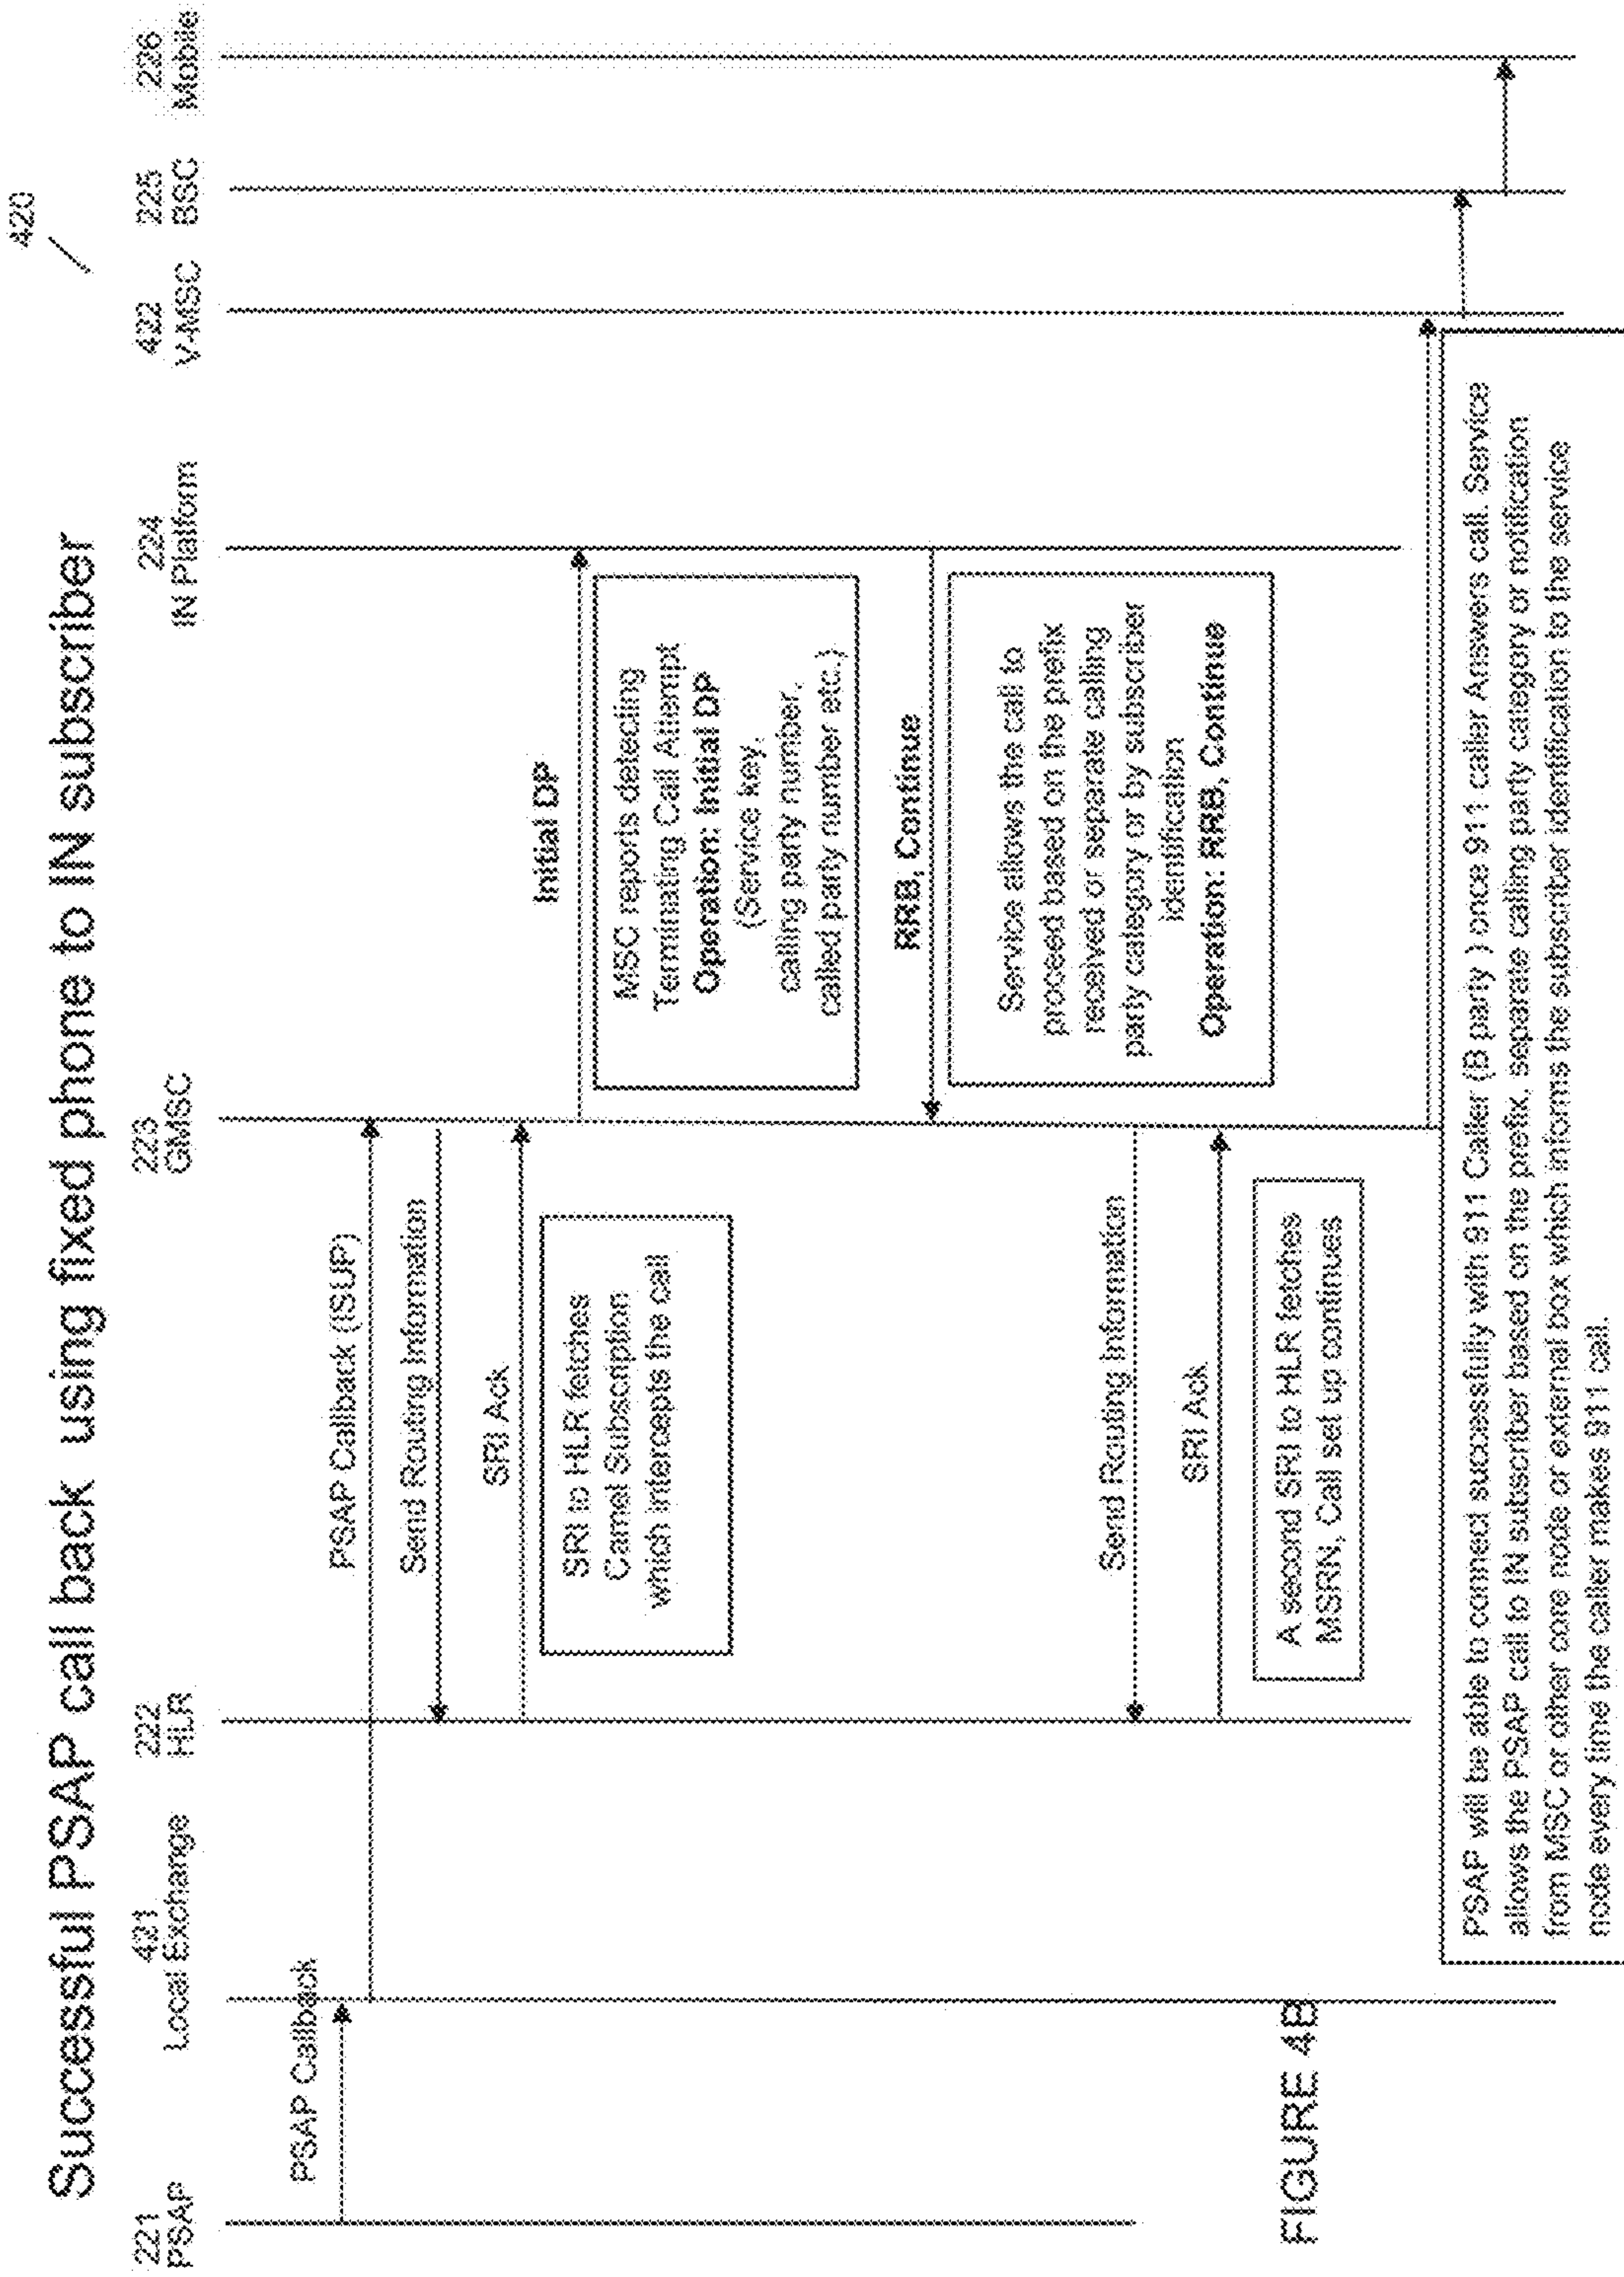 Successful PSAP call back using fixed phone to IN subscriber
420
221
PSAP
431
Local Exchange
222
HLR
223
GMSC
224
IN Platform
422
V-MSC
225
BSC
226
Mobile
PSAP Callback
PSAP Callback (ISUP)
Send Routing Information
SRI Ack
SRI to HLR fetches
Camel Subscription
which intercepts the call
Initial DP
MSC reports detecting
Terminating Call Attempt
Operation: Initial DP
(Service key,
calling party number,
called party number etc.)
RRB, Continue
Service allows the call to
proceed based on the prefix
received or separate calling
party category or by subscriber
identification
Operation: RRB, Continue
Send Routing Information
SRI Ack
A second SRI to HLR fetches
MSRN, Call set up continues
PSAP will be able to connect successfully with 911 Caller (B party ) once 911 caller Answers call. Service
allows the PSAP call to IN subscriber based on the prefix, separate calling party category or notification
from MSC or other core node or external box which informs the subscriber identification to the service
node every time the caller makes 911 call.
FIGURE 4B